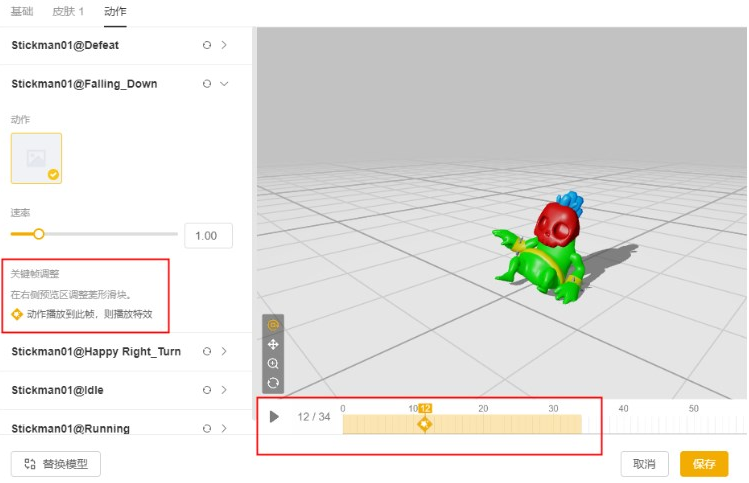 基础 皮肤 1 动作
Stickman01@Defeat
Stickman01@Falling_Down
动作
速率
1.00
关键帧调整
在右侧预览区调整菱形滑块。
动作播放到此帧，则播放特效
Stickman01@Happy Right_Turn
Stickman01@Idle
Stickman01@Running
12 / 34
0 10 12 20 30 40 50
替换模型
取消
保存